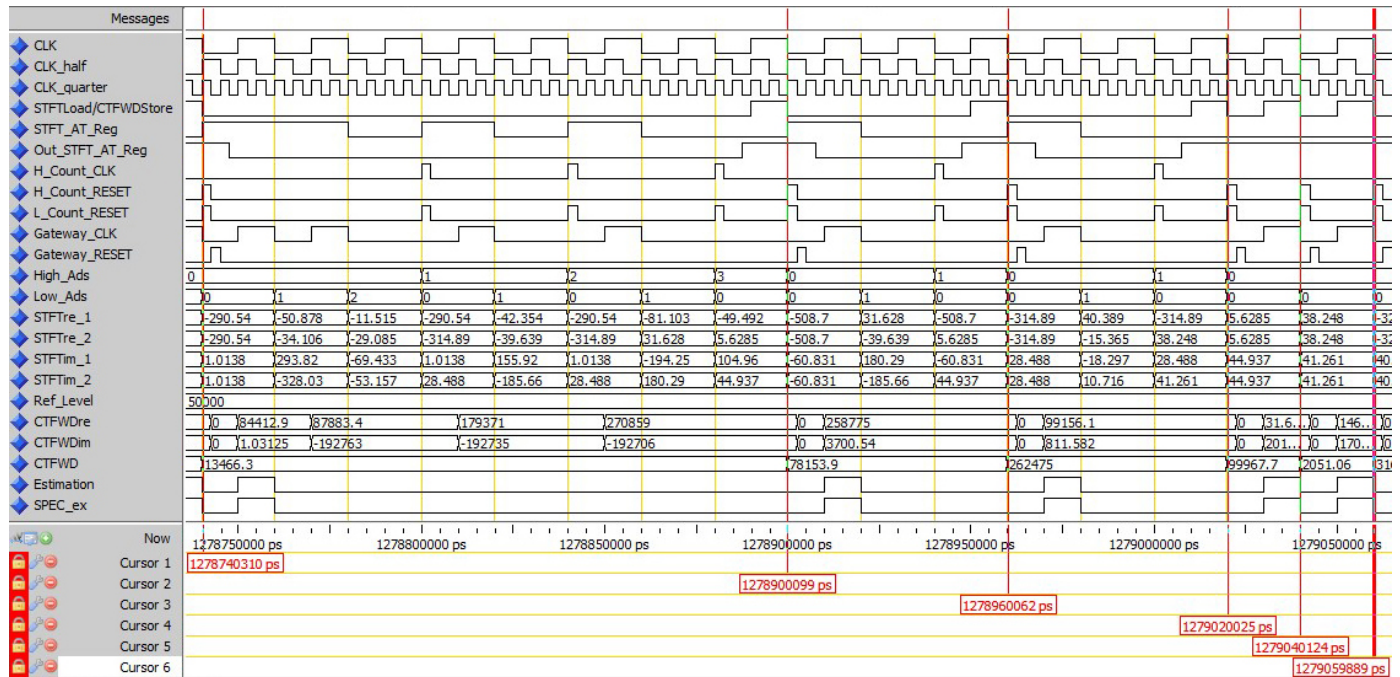 Messages
CLK
CLK_half
CLK_quarter
STFTLoad/CTFWDStore
STFT_AT_Reg
Out_STFT_AT_Reg
H_Count_CLK
H_Count_RESET
L_Count_RESET
Gateway_CLK
Gateway_RESET
High_Ads 0 1 2 3 0 1 0 1 0
Low_Ads 0 1 2 0 1 0 1 0 0 1 0 0 1 0 0 0 0
STFTre_1 -290.54 -50.878 -11.515 -290.54 -42.354 -290.54 -81.103 -49.492 -508.7 31.628 -508.7 -314.89 40.389 -314.89 5.6285 38.248 -32
STFTre_2 -290.54 -34.106 -29.085 -314.89 -39.639 -314.89 31.628 5.6285 -508.7 -39.639 5.6285 -314.89 -15.365 38.248 5.6285 38.248 -32
STFTim_1 1.0138 293.82 -69.433 1.0138 155.92 1.0138 -194.25 104.96 -60.831 180.29 -60.831 28.488 -18.297 28.488 44.937 41.261 40
STFTim_2 1.0138 -328.03 -53.157 28.488 -185.66 28.488 180.29 44.937 -60.831 -185.66 44.937 28.488 10.716 41.261 44.937 41.261 40
Ref_Level 50000
CTFWDre 0 84412.9 87883.4 179371 270859 0 258775 0 99156.1 0 31.6... 0 146... 0
CTFWDim 0 1.03125 -192763 -192735 -192706 0 3700.54 0 811.582 0 201... 0 170... 0
CTFWD 13466.3 78153.9 262475 99967.7 2051.06 316
Estimation
SPEC_ex
Now 1278750000 ps 1278800000 ps 1278850000 ps 1278900000 ps 1278950000 ps 1279000000 ps 1279050000 ps
Cursor 1 1278740310 ps
Cursor 2 1278900099 ps
Cursor 3 1278960062 ps
Cursor 4 1279020025 ps
Cursor 5 1279040124 ps
Cursor 6 1279059889 ps